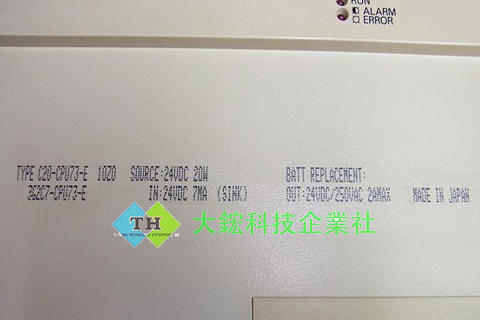 RUN
ALARM
ERROR
TYPE C20-CPU73-E 1020 SOURCE:24VDC 20W BATT REPLACEMENT:
3G2C7-CPU73-E IN:24VDC 7MA (SINK) OUT:24VDC/250VAC 2AMAX MADE IN JAPAN
TH
大鋐科技企業社